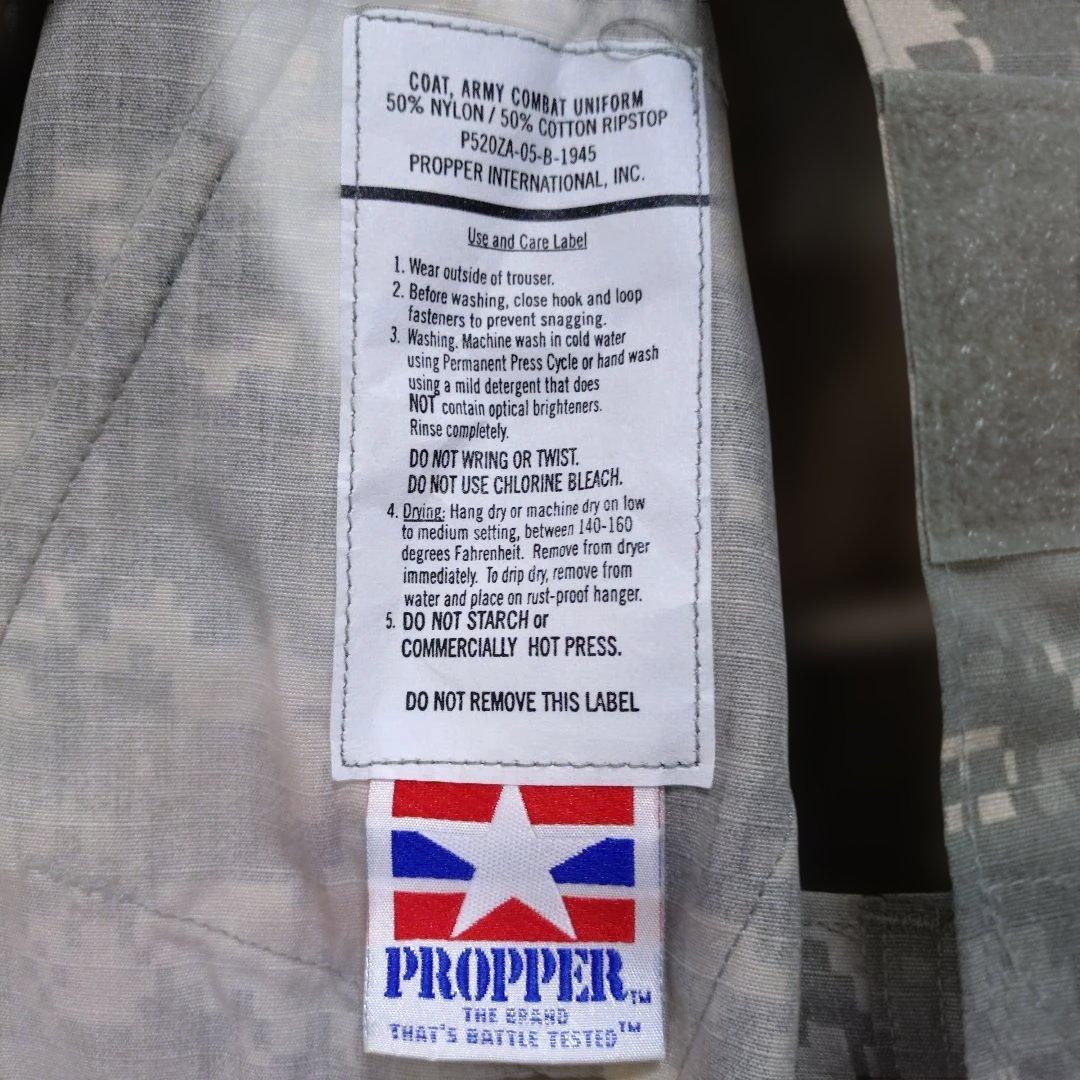 COAT, ARMY COMBAT UNIFORM
50% NYLON / 50% COTTON RIPSTOP
P520ZA-05-B-1945
PROPPER INTERNATIONAL, INC.
Use and Care Label
1. Wear outside of trouser.
2. Before washing, close hook and loop
fasteners to prevent snagging.
3. Washing. Machine wash in cold water
using Permanent Press Cycle or hand wash
using a mild detergent that does
NOT contain optical brighteners.
Rinse completely.
DO NOT WRING OR TWIST.
DO NOT USE CHLORINE BLEACH.
4. Drying: Hang dry or machine dry on low
to medium setting, between 140-160
degrees Fahrenheit. Remove from dryer
immediately. To drip dry, remove from
water and place on rust-proof hanger.
5. DO NOT STARCH or
COMMERCIALLY HOT PRESS.
DO NOT REMOVE THIS LABEL
PROPPER™
THE BRAND
THAT'S BATTLE TESTED™